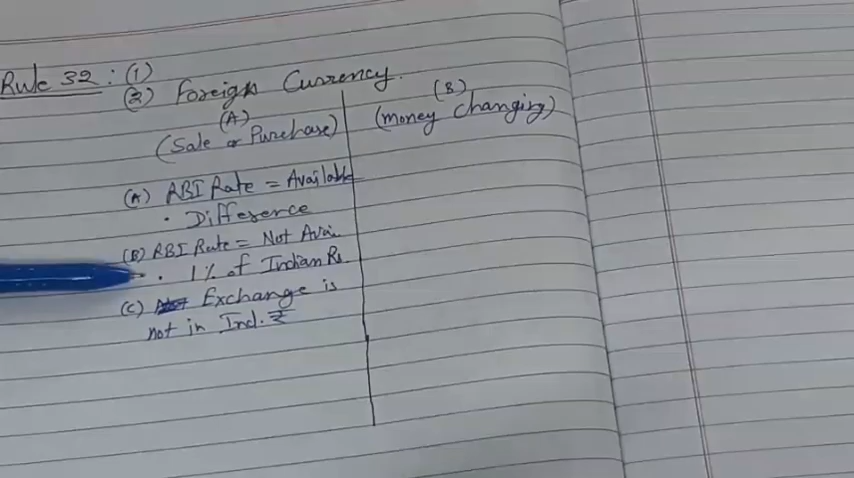 Rule 32 : (1)
(2) Foreign Currency.
(A)
(Sale or Purchase)
(B)
(money changing)
(A) RBI Rate = Available
. Difference
(B) RBI Rate = Not Avai.
. 1% of Indian Rs
(C) Exchange is
not in Ind. ₹